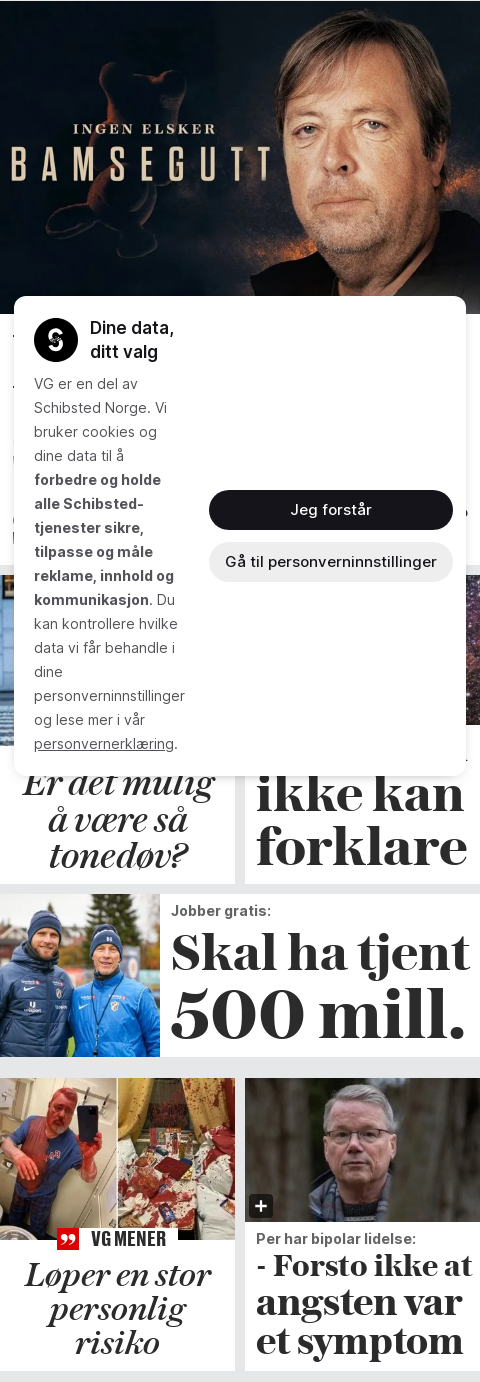 INGEN ELSKER
BAMSEGUTT
Dine data,
ditt valg
VG er en del av
Schibsted Norge. Vi
bruker cookies og
dine data til å
forbedre og holde
alle Schibsted-
tjenester sikre,
tilpasse og måle
reklame, innhold og
kommunikasjon. Du
kan kontrollere hvilke
data vi får behandle i
dine
personverninnstillinger
og lese mer i vår
personvernerklæring.
Jeg forstår
Gå til personverninnstillinger
Er det mulig
å være så
tonedøv?
ikke kan
forklare
Jobber gratis:
Skal ha tjent
500 mill.
VG MENER
Løper en stor
personlig
risiko
Per har bipolar lidelse:
- Forsto ikke at
angsten var
et symptom